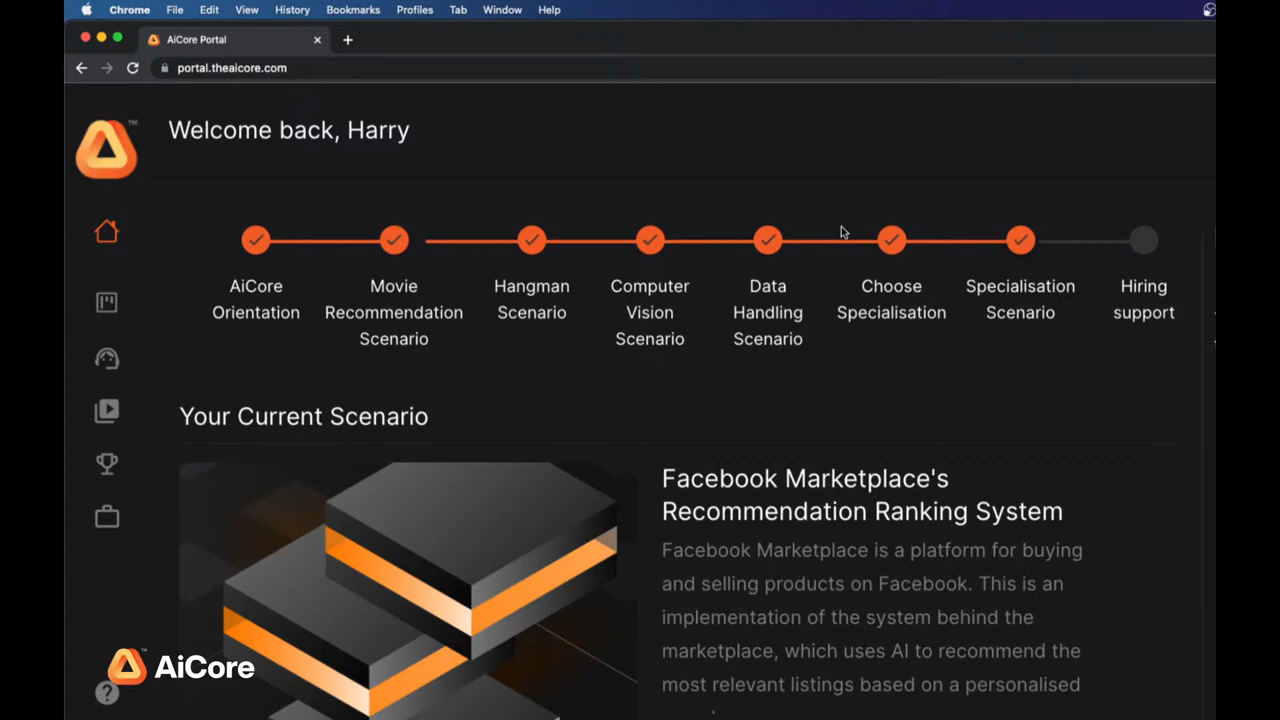 Chrome File Edit View History Bookmarks Profiles Tab Window Help
AiCore Portal
portal.theaicore.com
TM
Welcome back, Harry
AiCore
Orientation
Movie
Recommendation
Scenario
Hangman
Scenario
Computer
Vision
Scenario
Data
Handling
Scenario
Choose
Specialisation
Specialisation
Scenario
Hiring
support
Your Current Scenario
Facebook Marketplace's
Recommendation Ranking System
Facebook Marketplace is a platform for buying
and selling products on Facebook. This is an
implementation of the system behind the
marketplace, which uses AI to recommend the
most relevant listings based on a personalised
AiCore
TM
?